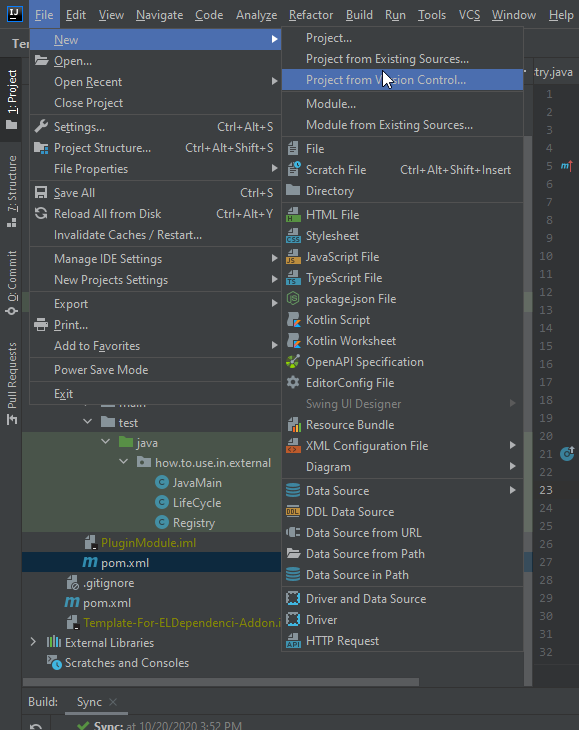 IJ File Edit View Navigate Code Analyze Refactor Build Run Tools VCS Window Help
New
Open...
Open Recent
Close Project
Settings... Ctrl+Alt+S
Project Structure... Ctrl+Alt+Shift+S
File Properties
Save All Ctrl+S
Reload All from Disk Ctrl+Alt+Y
Invalidate Caches / Restart...
Manage IDE Settings
New Projects Settings
Export
Print...
Add to Favorites
Power Save Mode
Exit
Project...
Project from Existing Sources...
Project from Version Control...
Module...
Module from Existing Sources...
File
Scratch File Ctrl+Alt+Shift+Insert
Directory
HTML File
Stylesheet
JavaScript File
TypeScript File
package.json File
Kotlin Script
Kotlin Worksheet
OpenAPI Specification
EditorConfig File
Swing UI Designer
Resource Bundle
XML Configuration File
Diagram
Data Source
DDL Data Source
Data Source from URL
Data Source from Path
Data Source in Path
Driver and Data Source
Driver
HTTP Request
try.java
1
2
3
4
5
6
7
8
9
10
11
12
13
14
15
16
17
18
19
20
21
22
23
24
25
26
27
28
29
30
31
32
1: Project
7: Structure
0: Commit
Pull Requests
main
test
java
how.to.use.in.external
JavaMain
LifeCycle
Registry
PluginModule.iml
pom.xml
.gitignore
pom.xml
Template-For-ELDependenci-Addon.i
External Libraries
Scratches and Consoles
Build: Sync
Sync: at 10/20/2020 3:52 PM